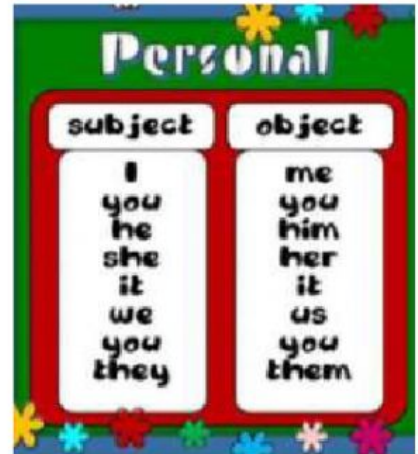 Personal
subject object
I me
you you
he him
she her
it it
we us
you you
they them